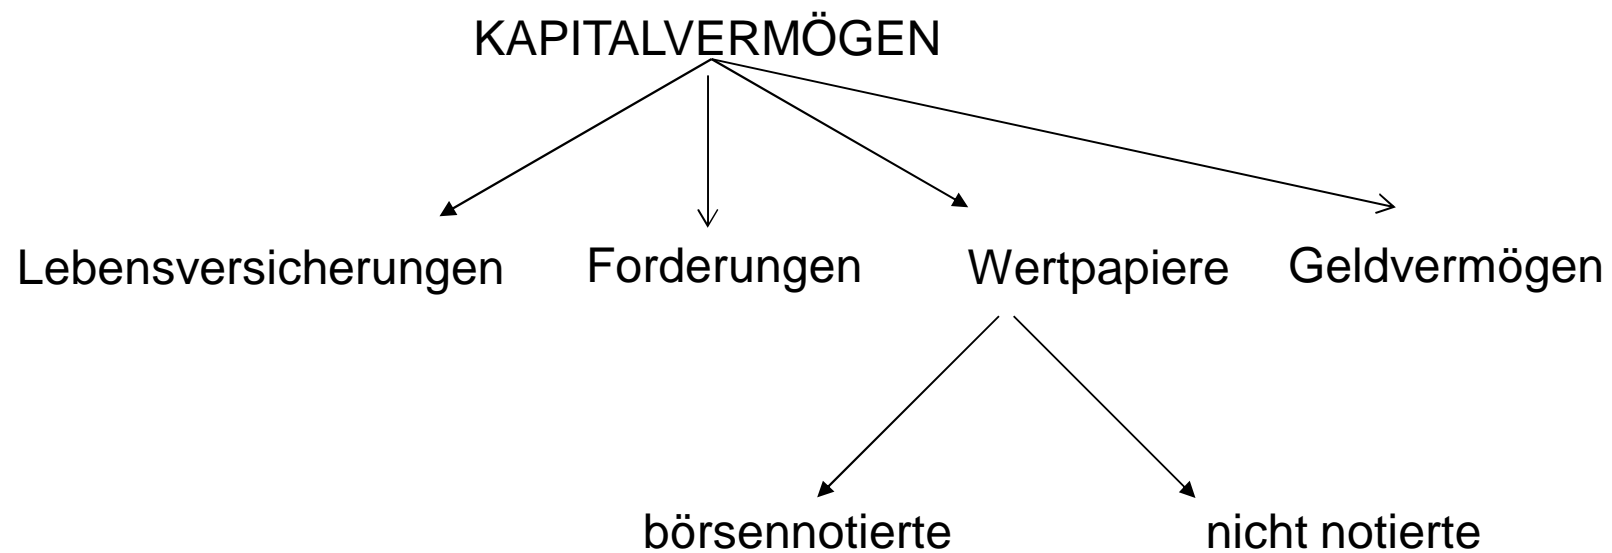 KAPITALVERMÖGEN
Lebensversicherungen Forderungen Wertpapiere Geldvermögen
börsennotierte nicht notierte